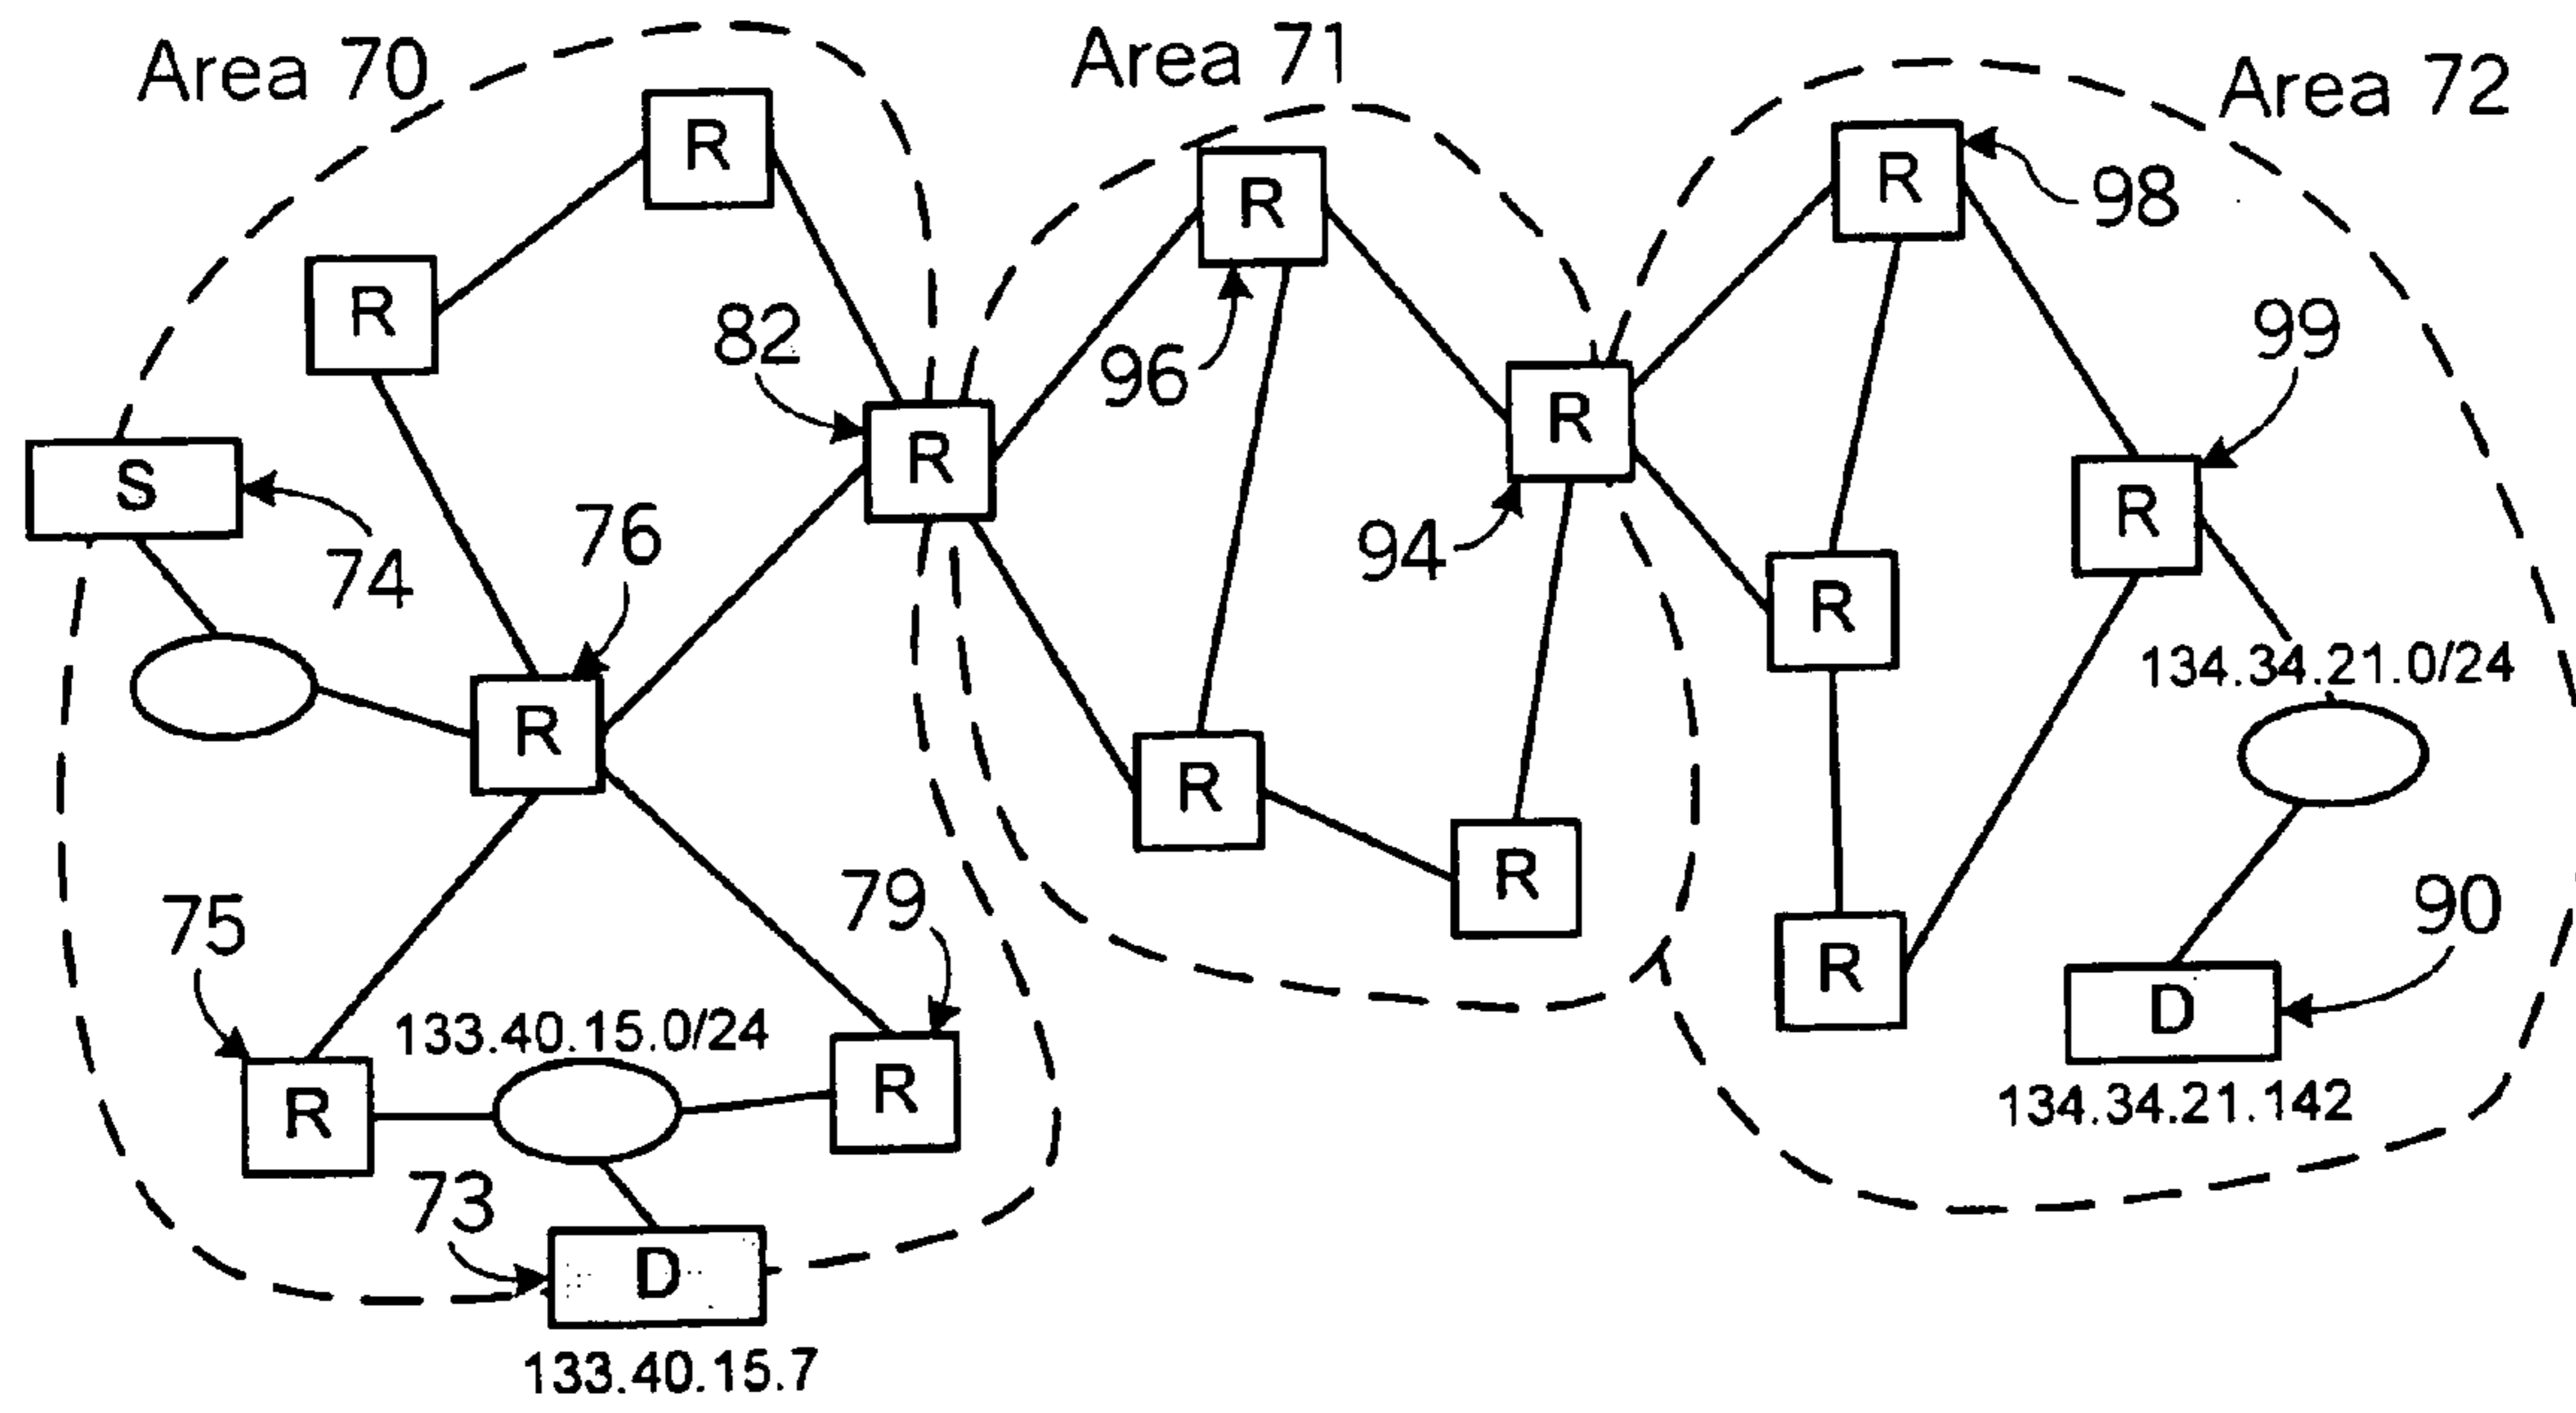 Area 70
Area 71
Area 72
R
R
R
98
R
82
96
99
R
R
S
74
76
94
R
R
R
134.34.21.0/24
R
R
75
79
R
90
133.40.15.0/24
R
D
R
R
134.34.21.142
73
D
133.40.15.7